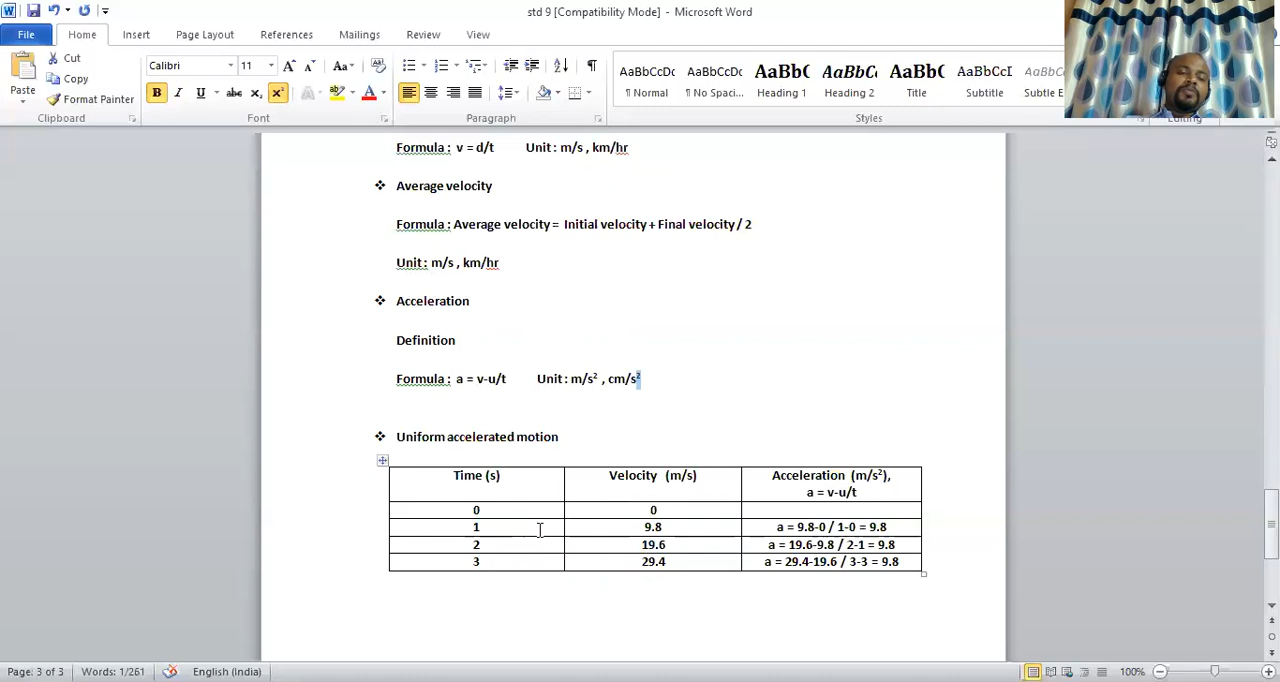 std 9 [Compatibility Mode] - Microsoft Word
File Home Insert Page Layout References Mailings Review View
Cut
Copy
Format Painter
Paste
Calibri 11
AaBbCcDc AaBbCcDc AaBbC AaBbCc AaBb( AaBbCcI AaBbCcL
¶ Normal ¶ No Spaci... Heading 1 Heading 2 Title Subtitle Subtle E
Clipboard Font Paragraph Styles Editing
Formula : v = d/t Unit : m/s , km/hr
❖ Average velocity
Formula : Average velocity = Initial velocity + Final velocity / 2
Unit : m/s , km/hr
❖ Acceleration
Definition
Formula : a = v-u/t Unit : m/s² , cm/s²
❖ Uniform accelerated motion
Time (s) Velocity (m/s) Acceleration (m/s²),
a = v-u/t
0 0
1 9.8 a = 9.8-0 / 1-0 = 9.8
2 19.6 a = 19.6-9.8 / 2-1 = 9.8
3 29.4 a = 29.4-19.6 / 3-3 = 9.8
Page: 3 of 3 Words: 1/261 English (India) 100%